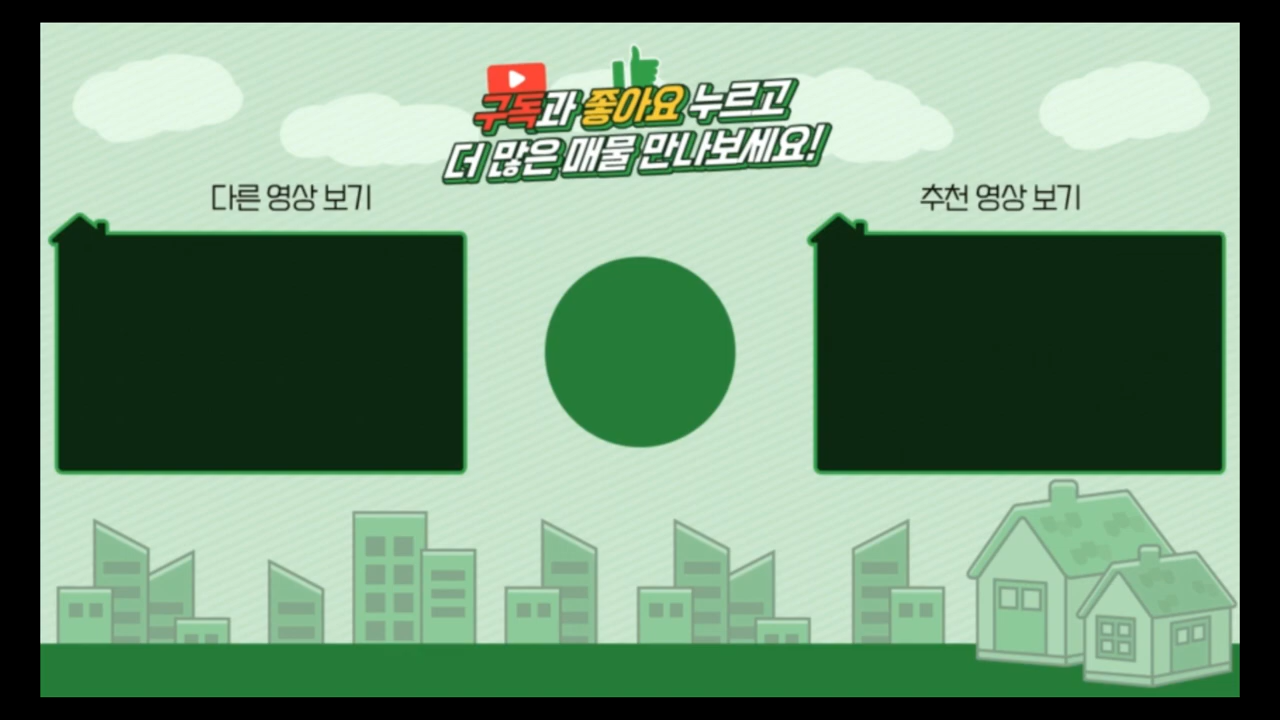 구독과 좋아요 누르고
더 많은 매물 만나보세요!
다른 영상 보기
추천 영상 보기